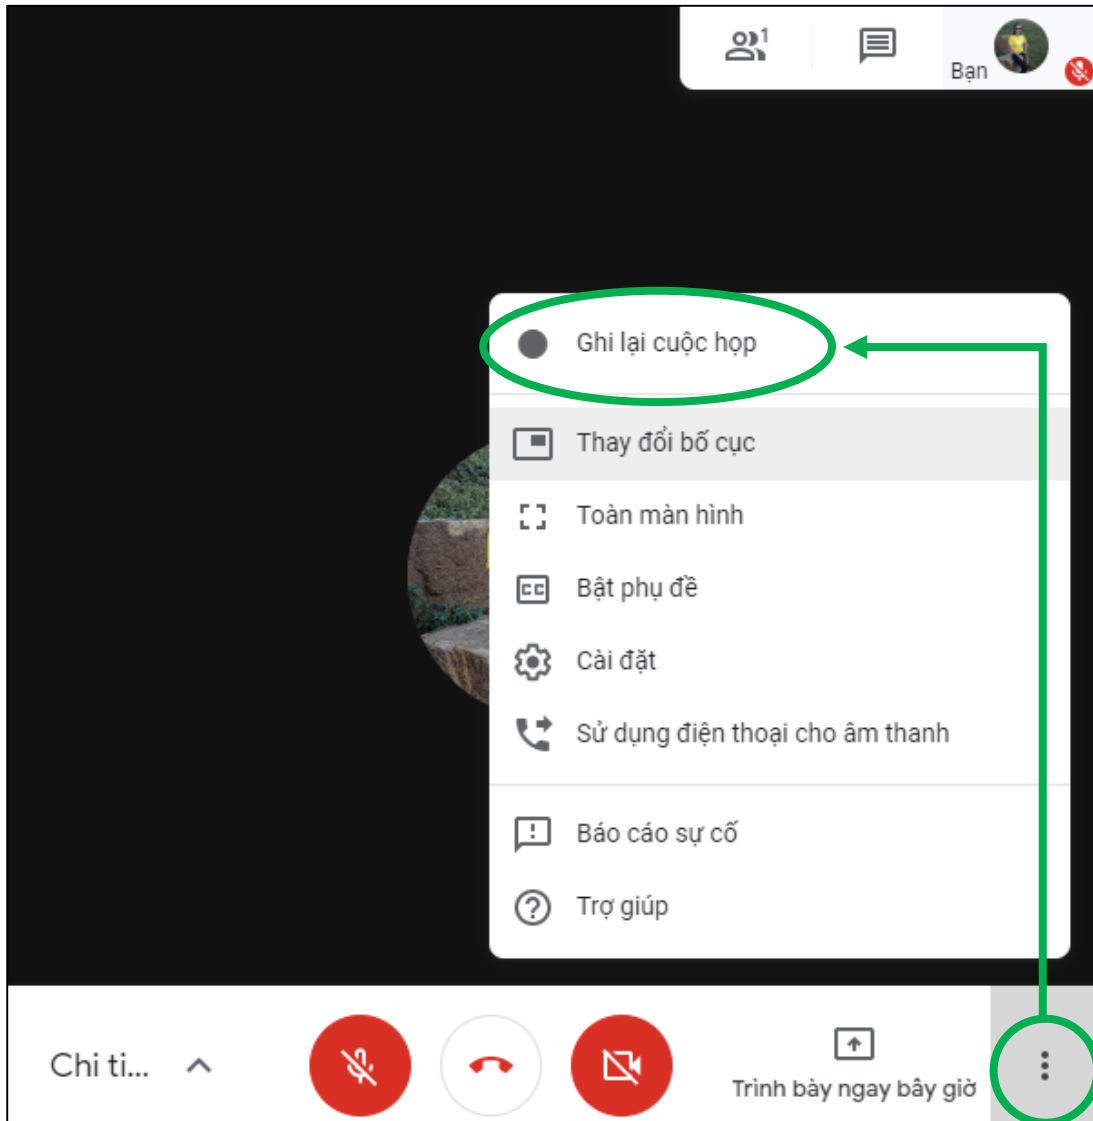 1
Bạn
Ghi lại cuộc họp
Thay đổi bố cục
Toàn màn hình
CC
Bật phụ đề
Cài đặt
Sử dụng điện thoại cho âm thanh
Báo cáo sự cố
Trợ giúp
Chi ti...
Trình bày ngay bây giờ